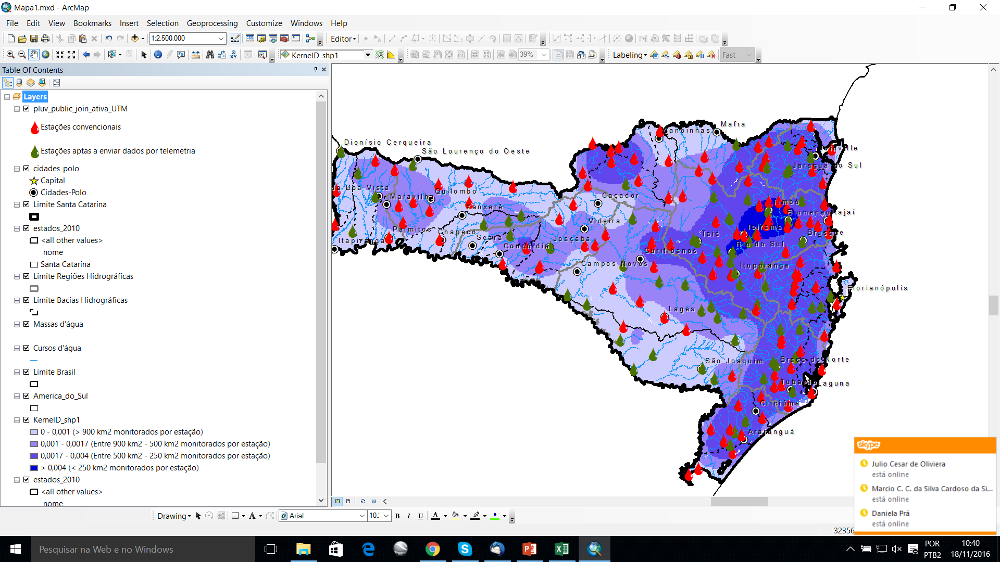 Mapa1.mxd - ArcMap
File Edit View Bookmarks Insert Selection Geoprocessing Customize Windows Help
1:2.500.000
Editor
KernelD_shp1
39%
Labeling
Fast
Table Of Contents
Layers
pluv_public_join_ativa_UTM
Estações convencionais
Estações aptas a enviar dados por telemetria
cidades_polo
Capital
Cidades-Polo
Limite Santa Catarina
estados_2010
<all other values>
nome
Santa Catarina
Limite Regiões Hidrográficas
Limite Bacias Hidrográficas
Massas d'água
Cursos d'água
Limite Brasil
America_do_Sul
KernelD_shp1
0 - 0,001 (> 900 km2 monitorados por estação)
0,001 - 0,0017 (Entre 900 km2 - 500 km2 monitorados por estação)
0,0017 - 0,004 (Entre 500 km2 - 250 km2 monitorados por estação)
> 0,004 (< 250 km2 monitorados por estação)
estados_2010
<all other values>
nome
Mafra
Canoinhas
Dionísio Cerqueira
São Lourenço do Oeste
Jaraguá do Sul
Boa Vista
Maravilha
Quilombo
Caçador
Timbó
Xanxerê
Blumenau
Itajaí
Videira
Ibirama
Palmitos
Chapecó
Taió
Brusque
Itapiranga
Seara
Joaçaba
Concórdia
Rio do Sul
Curitibanos
Campos Novos
Ituporanga
Florianópolis
Lages
São Joaquim
Braço do Norte
Laguna
Criciúma
Araranguá
skype
Julio Cesar de Oliviera
está online
Marcio C. C. da Silva Cardoso da Si...
está online
Daniela Prá
está online
Drawing
Arial
B I U A
32356
Pesquisar na Web e no Windows
POR
PTB2
10:40
18/11/2016